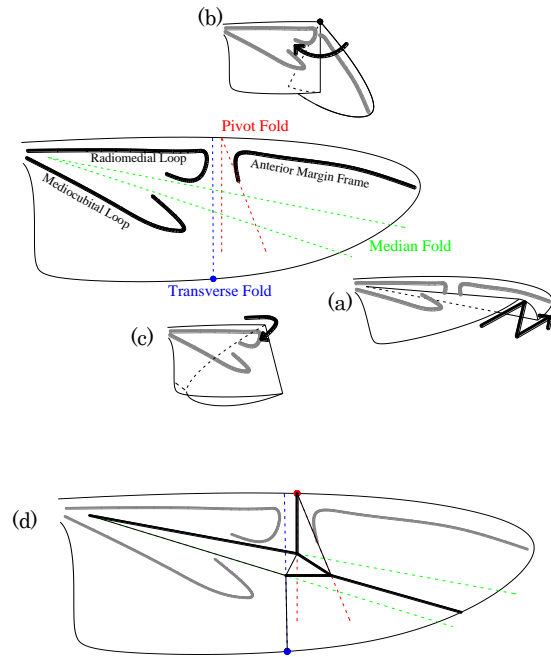 (b)
Pivot Fold
Radiomedial Loop
Anterior Margin Frame
Mediocubital Loop
Median Fold
Transverse Fold
(a)
(c)
(d)